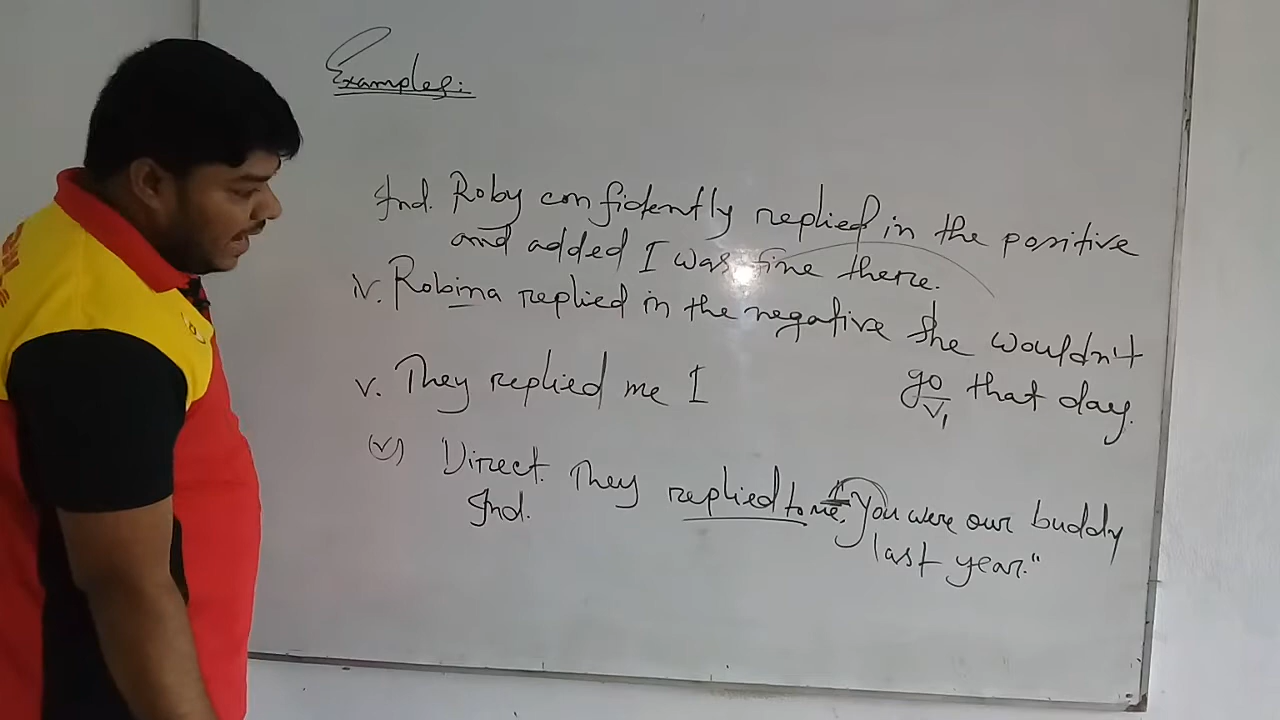 Examples:
Ind. Roby confidently replied in the positive
and added I was fine there.
iv. Robina replied in the negative she wouldn't
go that day.
V1
v. They replied me I
(v) Direct. They replied to me, "You were our buddy
last year."
Ind.